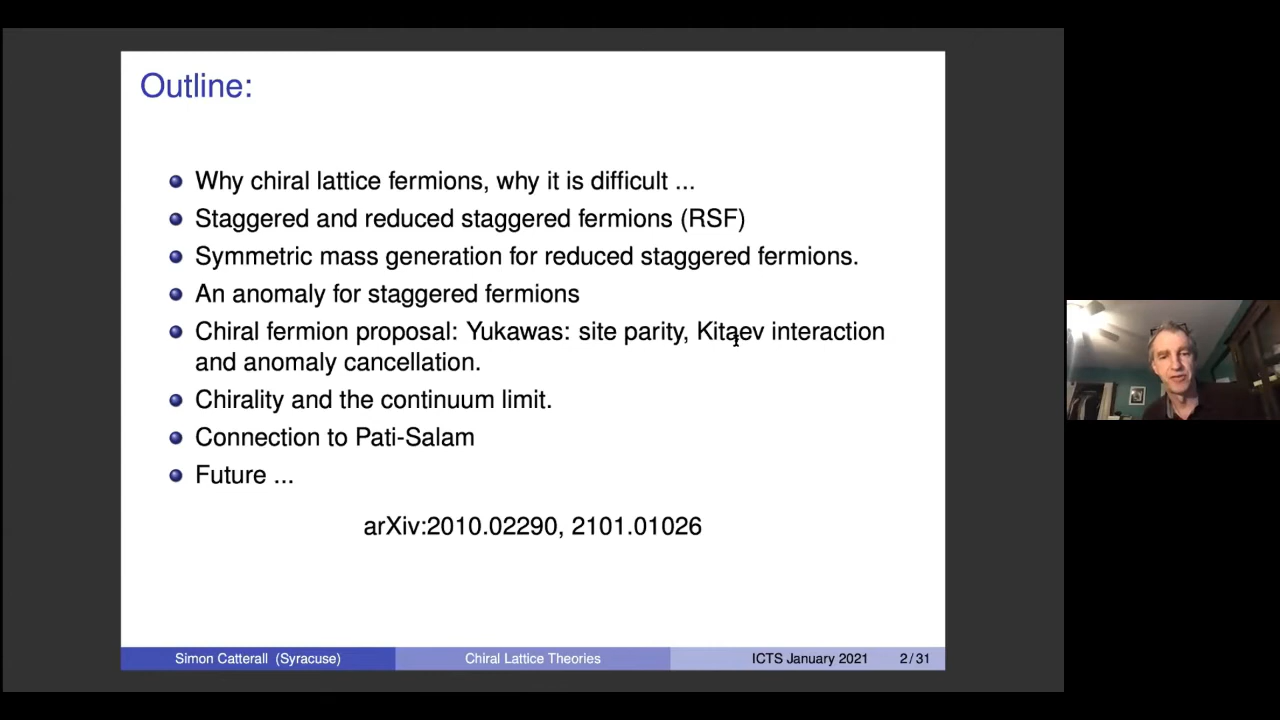 Outline:
Why chiral lattice fermions, why it is difficult ...
Staggered and reduced staggered fermions (RSF)
Symmetric mass generation for reduced staggered fermions.
An anomaly for staggered fermions
Chiral fermion proposal: Yukawas: site parity, Kitaev interaction
and anomaly cancellation.
Chirality and the continuum limit.
Connection to Pati-Salam
Future ...
arXiv:2010.02290, 2101.01026
Simon Catterall (Syracuse) Chiral Lattice Theories ICTS January 2021 2 / 31